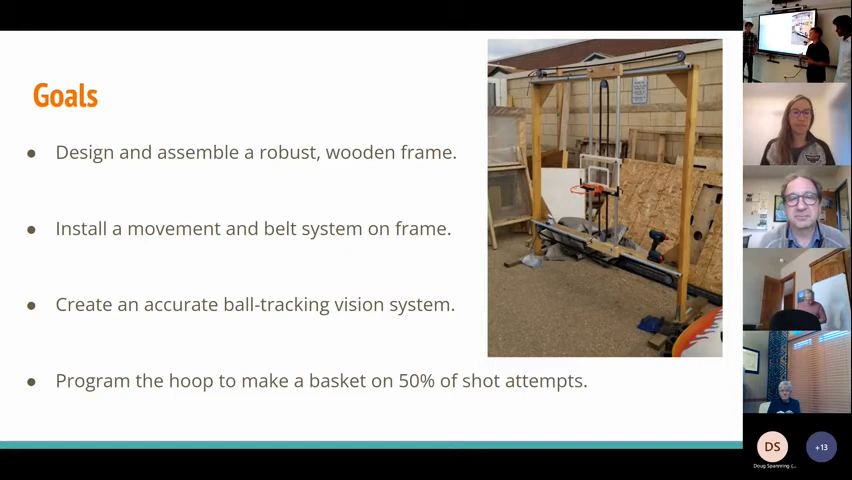 Goals
● Design and assemble a robust, wooden frame.
● Install a movement and belt system on frame.
● Create an accurate ball-tracking vision system.
● Program the hoop to make a basket on 50% of shot attempts.
DS
+13